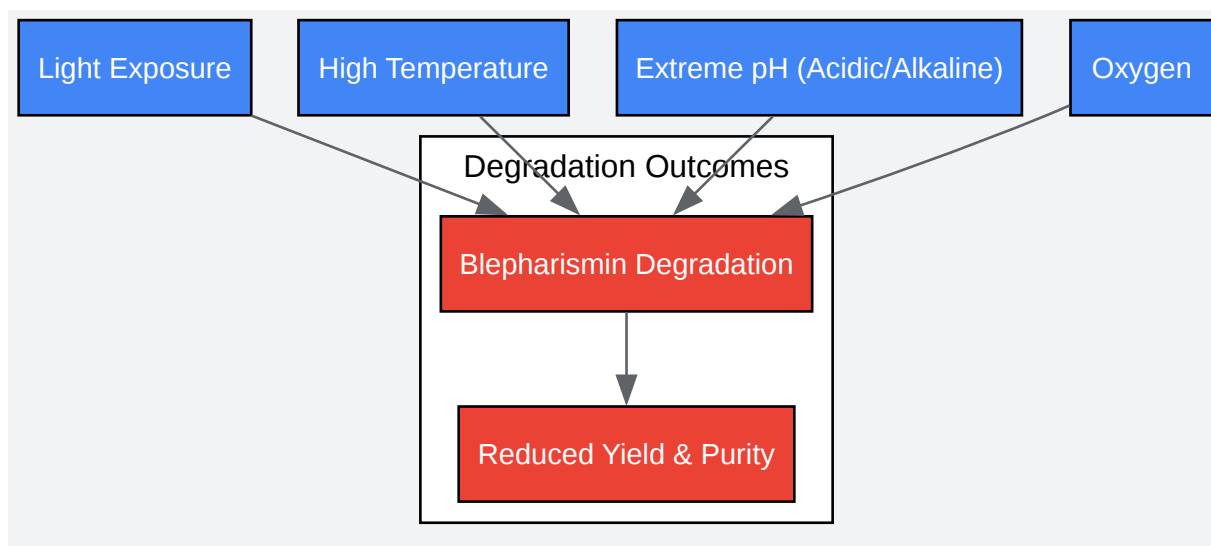 Light Exposure
High Temperature
Extreme pH (Acidic/Alkaline)
Oxygen
Degradation Outcomes
Blepharismin Degradation
Reduced Yield & Purity